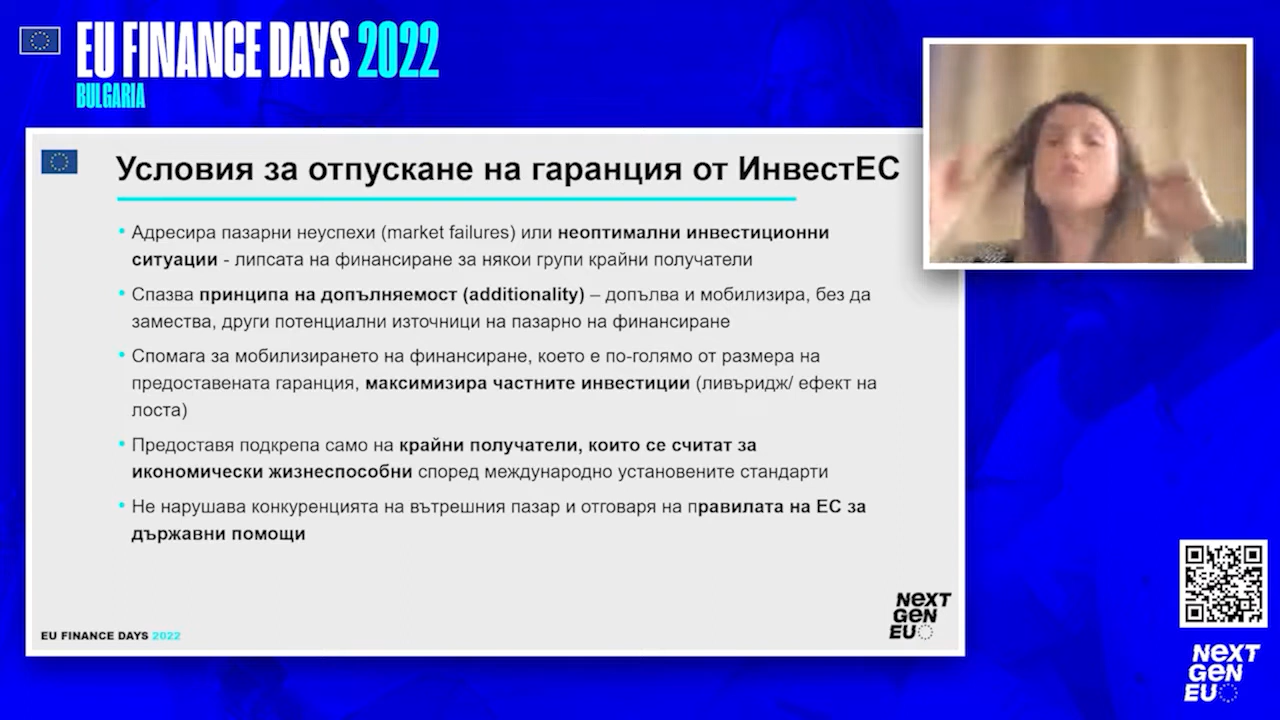 EU FINANCE DAYS 2022
BULGARIA
Условия за отпускане на гаранция от ИнвестЕС
• Адресира пазарни неуспехи (market failures) или неоптимални инвестиционни
ситуации - липсата на финансиране за някои групи крайни получатели
• Спазва принципа на допълняемост (additionality) – допълва и мобилизира, без да
замества, други потенциални източници на пазарно на финансиране
• Спомага за мобилизирането на финансиране, което е по-голямо от размера на
предоставената гаранция, максимизира частните инвестиции (ливъридж/ ефект на
лоста)
• Предоставя подкрепа само на крайни получатели, които се считат за
икономически жизнеспособни според международно установените стандарти
• Не нарушава конкуренцията на вътрешния пазар и отговаря на правилата на ЕС за
държавни помощи
NEXT
GEN
EU
EU FINANCE DAYS 2022
NEXT
GEN
EU